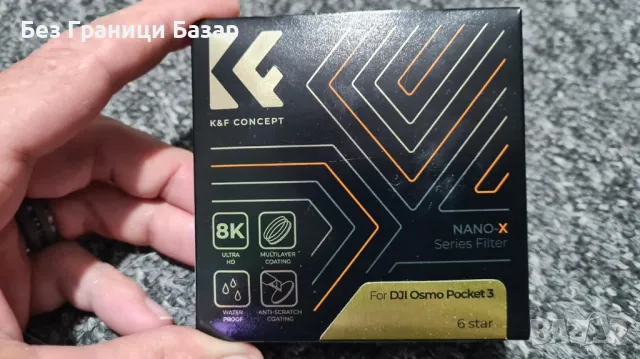 Без Граници Базар
KF
K&F CONCEPT
NANO-X
Series Filter
8K
ULTRA
HD
MULTILAYER
COATING
WATER
PROOF
ANTI-SCRATCH
COATING
For DJI Osmo Pocket 3
6 star